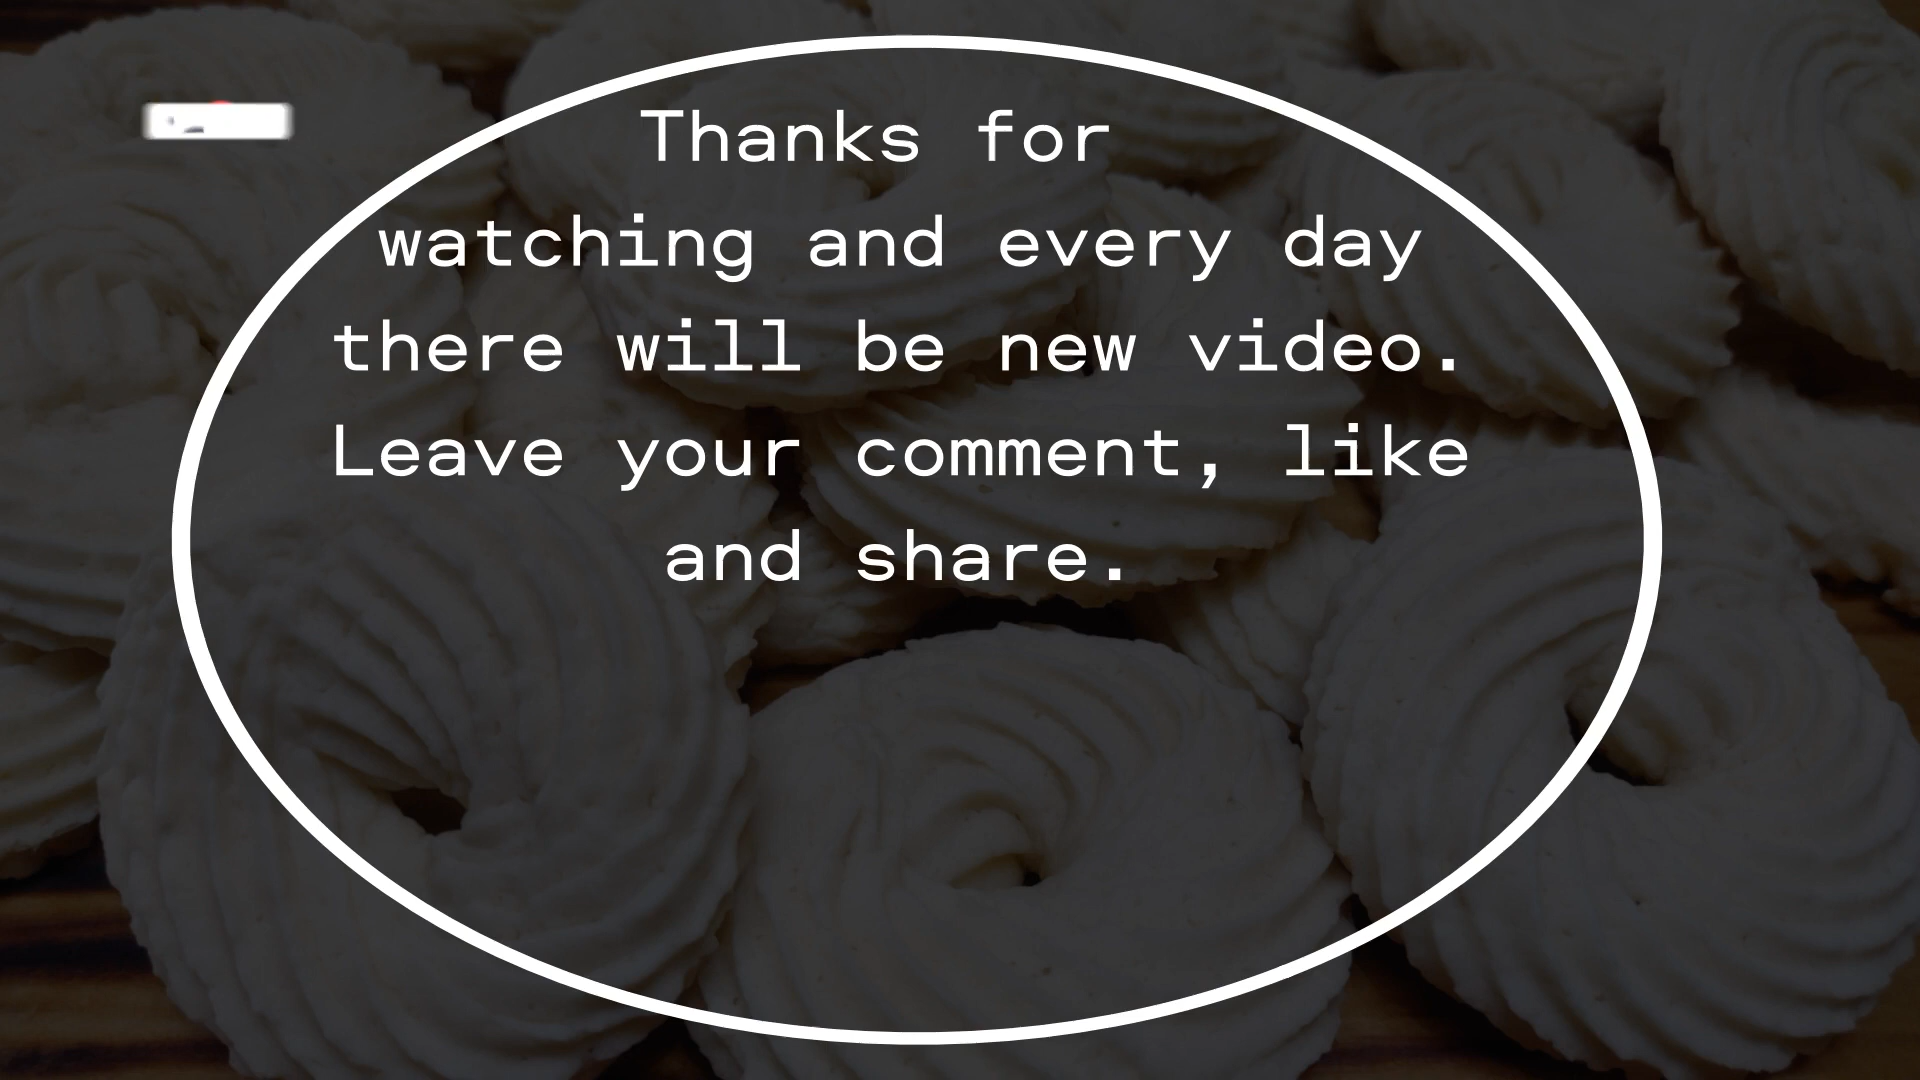 Thanks for
watching and every day
there will be new video.
Leave your comment, like
and share.